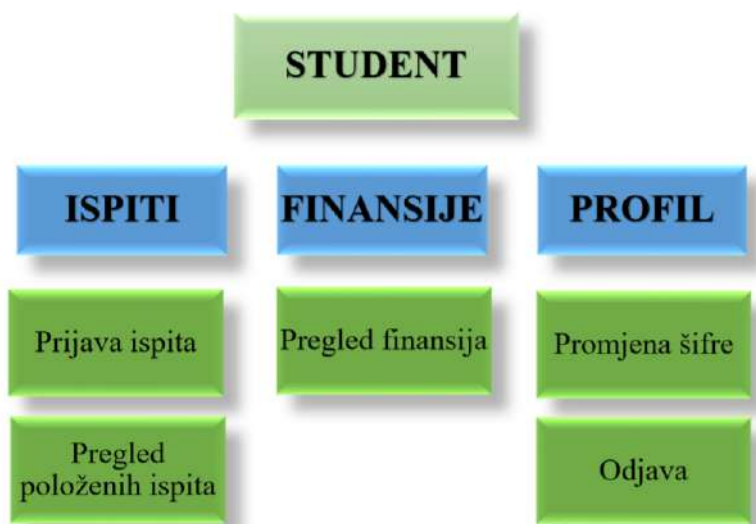 STUDENT
ISPITI
FINANSIJE
PROFIL
Prijava ispita
Pregled finansija
Promjena šifre
Pregled
položenih ispita
Odjava